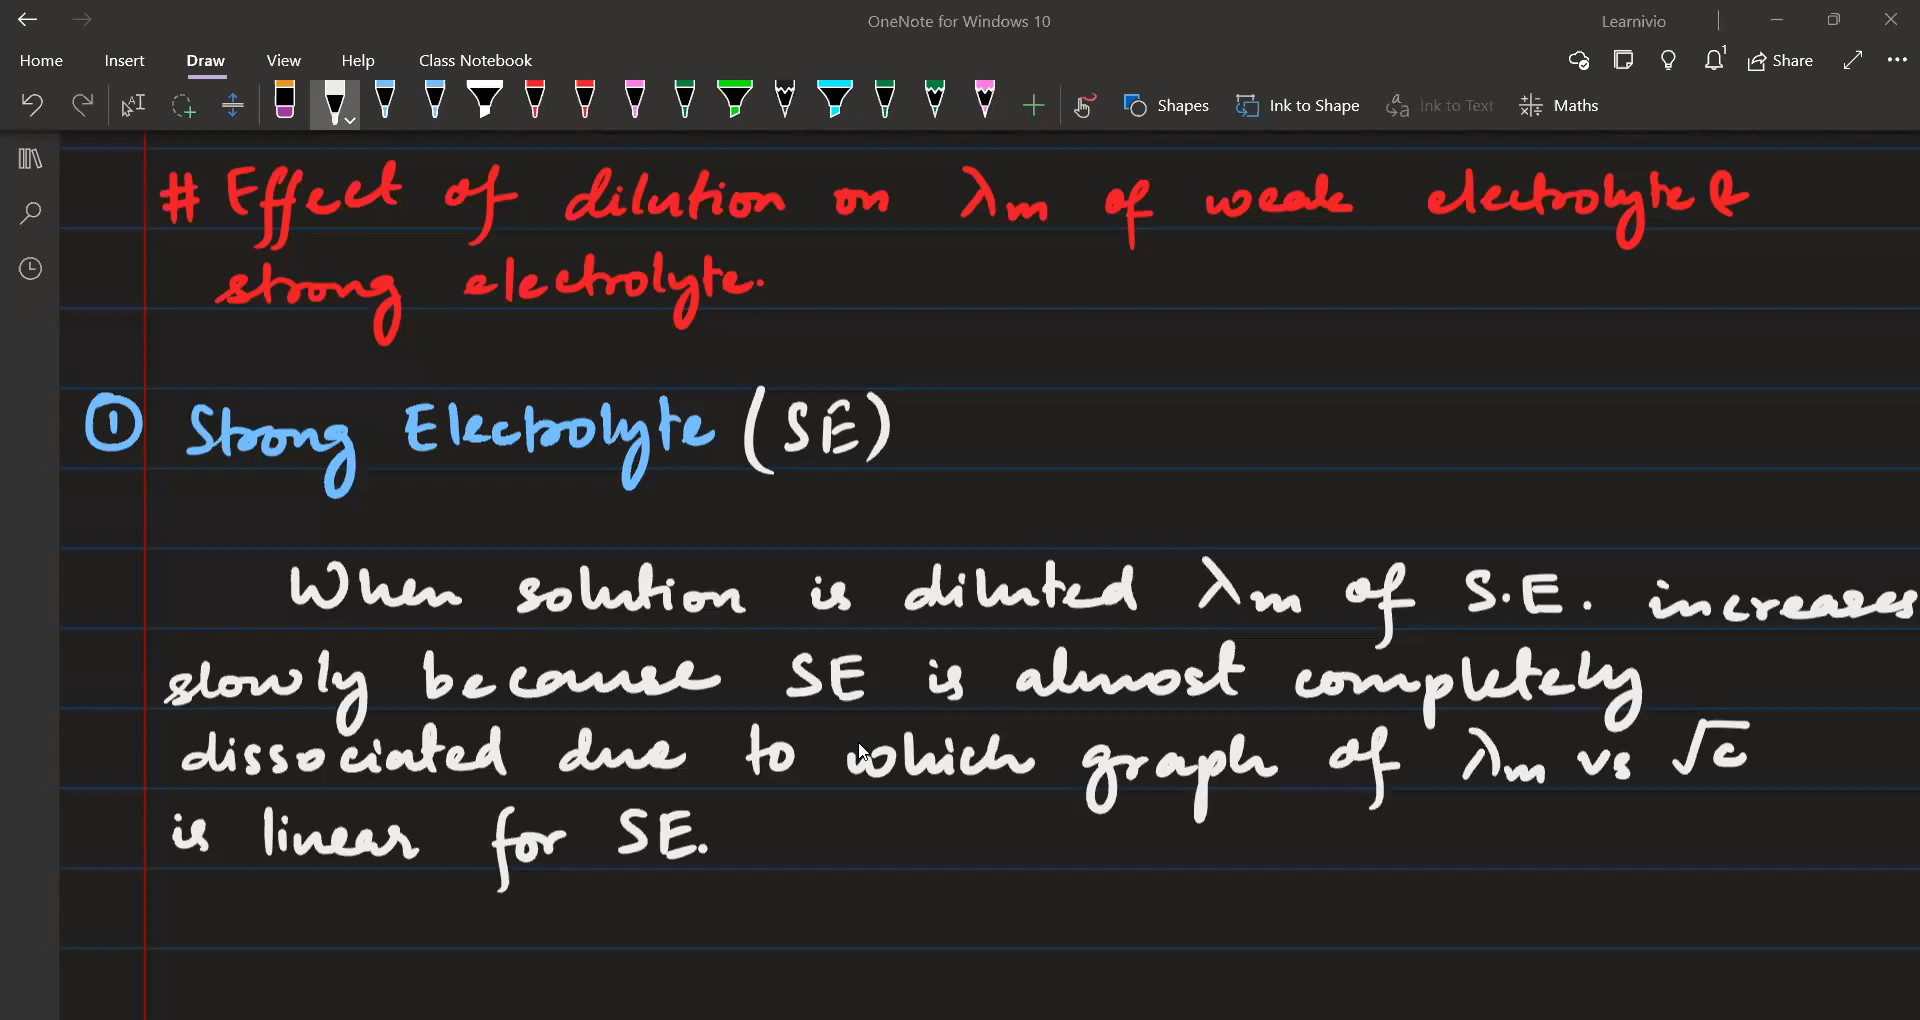 OneNote for Windows 10
Learnivio
Home Insert Draw View Help Class Notebook
1
Share
Shapes Ink to Shape Ink to Text Maths
# Effect of dilution on λm of weak electrolyte &
strong electrolyte.
① Strong Electrolyte (SE)
When solution is diluted λm of S.E. increases
slowly because SE is almost completely
dissociated due to which graph of λm vs √c
is linear for SE.